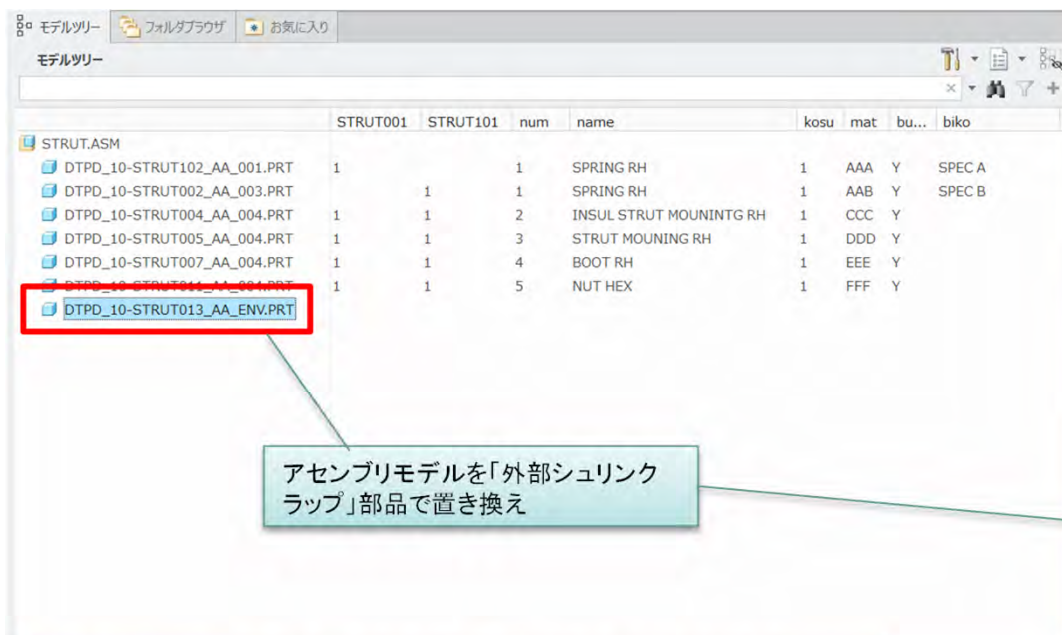 モデルツリー フォルダブラウザ お気に入り
モデルツリー
STRUT001 STRUT101 num name kosu mat bu... biko
STRUT.ASM
DTPD_10-STRUT102_AA_001.PRT 1 1 SPRING RH 1 AAA Y SPEC A
DTPD_10-STRUT002_AA_003.PRT 1 1 SPRING RH 1 AAB Y SPEC B
DTPD_10-STRUT004_AA_004.PRT 1 1 2 INSUL STRUT MOUNINTG RH 1 CCC Y
DTPD_10-STRUT005_AA_004.PRT 1 1 3 STRUT MOUNING RH 1 DDD Y
DTPD_10-STRUT007_AA_004.PRT 1 1 4 BOOT RH 1 EEE Y
DTPD_10-STRUT011_AA_004.PRT 1 1 5 NUT HEX 1 FFF Y
DTPD_10-STRUT013_AA_ENV.PRT
アセンブリモデルを「外部シュリンク
ラップ」部品で置き換え